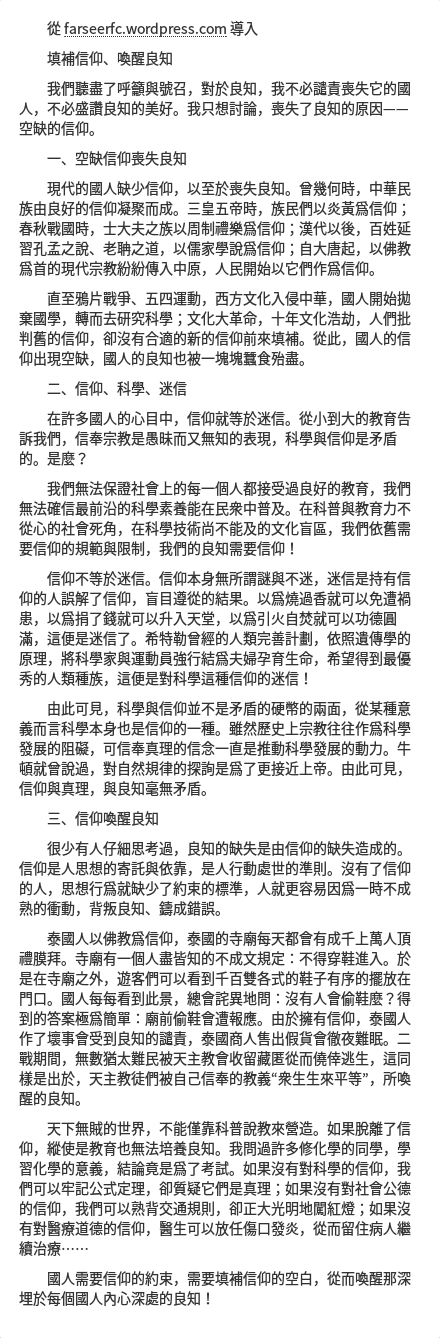 從 farseerfc.wordpress.com 導入
填補信仰、喚醒良知
我們聽盡了呼籲與號召，對於良知，我不必譴責喪失它的國
人，不必盛讚良知的美好。我只想討論，喪失了良知的原因——
空缺的信仰。
一、空缺信仰喪失良知
現代的國人缺少信仰，以至於喪失良知。曾幾何時，中華民
族由良好的信仰凝聚而成。三皇五帝時，族民們以炎黃爲信仰；
春秋戰國時，士大夫之族以周制禮樂爲信仰；漢代以後，百姓延
習孔孟之說、老聃之道，以儒家學說爲信仰；自大唐起，以佛教
爲首的現代宗教紛紛傳入中原，人民開始以它們作爲信仰。
直至鴉片戰爭、五四運動，西方文化入侵中華，國人開始拋
棄國學，轉而去研究科學；文化大革命，十年文化浩劫，人們批
判舊的信仰，卻沒有合適的新的信仰前來填補。從此，國人的信
仰出現空缺，國人的良知也被一塊塊蠶食殆盡。
二、信仰、科學、迷信
在許多國人的心目中，信仰就等於迷信。從小到大的教育告
訴我們，信奉宗教是愚昧而又無知的表現，科學與信仰是矛盾
的。是麼？
我們無法保證社會上的每一個人都接受過良好的教育，我們
無法確信最前沿的科學素養能在民衆中普及。在科普與教育力不
從心的社會死角，在科學技術尚不能及的文化盲區，我們依舊需
要信仰的規範與限制，我們的良知需要信仰！
信仰不等於迷信。信仰本身無所謂謎與不迷，迷信是持有信
仰的人誤解了信仰，盲目遵從的結果。以爲燒過香就可以免遭禍
患，以爲捐了錢就可以升入天堂，以爲引火自焚就可以功德圓
滿，這便是迷信了。希特勒曾經的人類完善計劃，依照遺傳學的
原理，將科學家與運動員強行結爲夫婦孕育生命，希望得到最優
秀的人類種族，這便是對科學這種信仰的迷信！
由此可見，科學與信仰並不是矛盾的硬幣的兩面，從某種意
義而言科學本身也是信仰的一種。雖然歷史上宗教往往作爲科學
發展的阻礙，可信奉真理的信念一直是推動科學發展的動力。牛
頓就曾說過，對自然規律的探詢是爲了更接近上帝。由此可見，
信仰與真理，與良知毫無矛盾。
三、信仰喚醒良知
很少有人仔細思考過，良知的缺失是由信仰的缺失造成的。
信仰是人思想的寄託與依靠，是人行動處世的準則。沒有了信仰
的人，思想行爲就缺少了約束的標準，人就更容易因爲一時不成
熟的衝動，背叛良知、鑄成錯誤。
泰國人以佛教爲信仰，泰國的寺廟每天都會有成千上萬人頂
禮膜拜。寺廟有一個人盡皆知的不成文規定：不得穿鞋進入。於
是在寺廟之外，遊客們可以看到千百雙各式的鞋子有序的擺放在
門口。國人每每看到此景，總會詫異地問：沒有人會偷鞋麼？得
到的答案極爲簡單：廟前偷鞋會遭報應。由於擁有信仰，泰國人
作了壞事會受到良知的譴責，泰國商人售出假貨會徹夜難眠。二
戰期間，無數猶太難民被天主教會收留藏匿從而僥倖逃生，這同
樣是出於，天主教徒們被自己信奉的教義“衆生生來平等”，所喚
醒的良知。
天下無賊的世界，不能僅靠科普說教來營造。如果脫離了信
仰，縱使是教育也無法培養良知。我問過許多修化學的同學，學
習化學的意義，結論竟是爲了考試。如果沒有對科學的信仰，我
們可以牢記公式定理，卻質疑它們是真理；如果沒有對社會公德
的信仰，我們可以熟背交通規則，卻正大光明地闖紅燈；如果沒
有對醫療道德的信仰，醫生可以放任傷口發炎，從而留住病人繼
續治療⋯⋯
國人需要信仰的約束，需要填補信仰的空白，從而喚醒那深
埋於每個國人內心深處的良知！